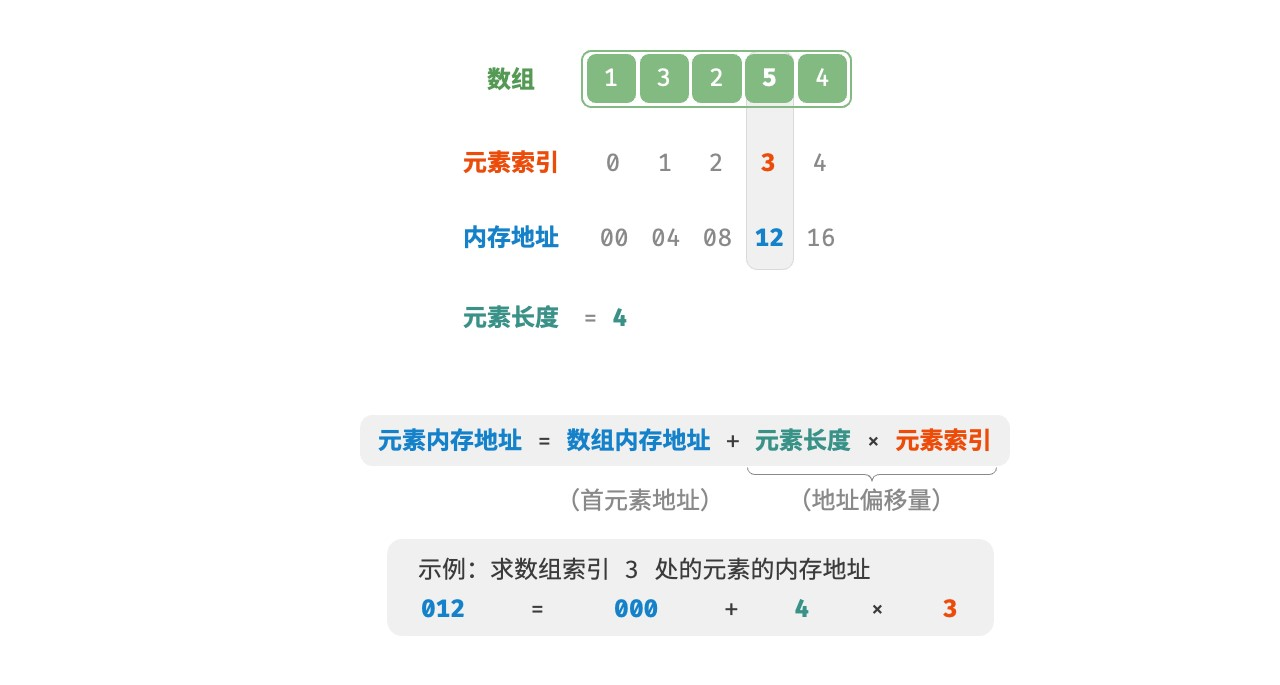 数组 1 3 2 5 4
元素索引 0 1 2 3 4
内存地址 00 04 08 12 16
元素长度 = 4
元素内存地址 = 数组内存地址 + 元素长度 × 元素索引
（首元素地址） （地址偏移量）
示例：求数组索引 3 处的元素的内存地址
012 = 000 + 4 × 3